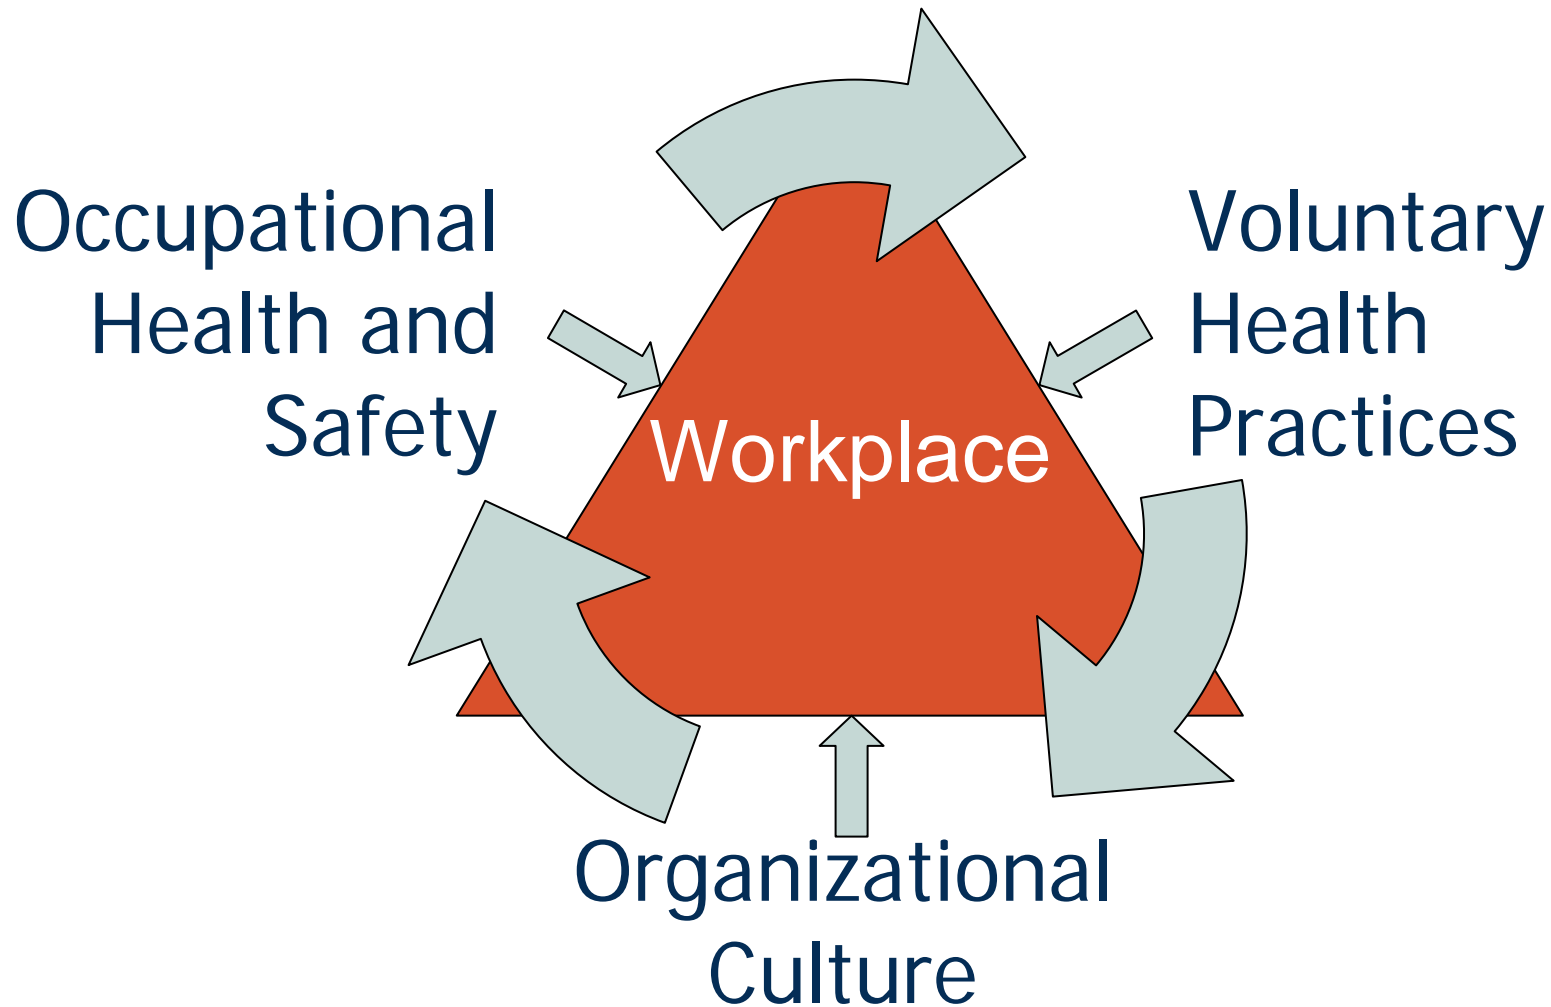 Occupational
Health and
Safety
Voluntary
Health
Practices
Workplace
Organizational
Culture